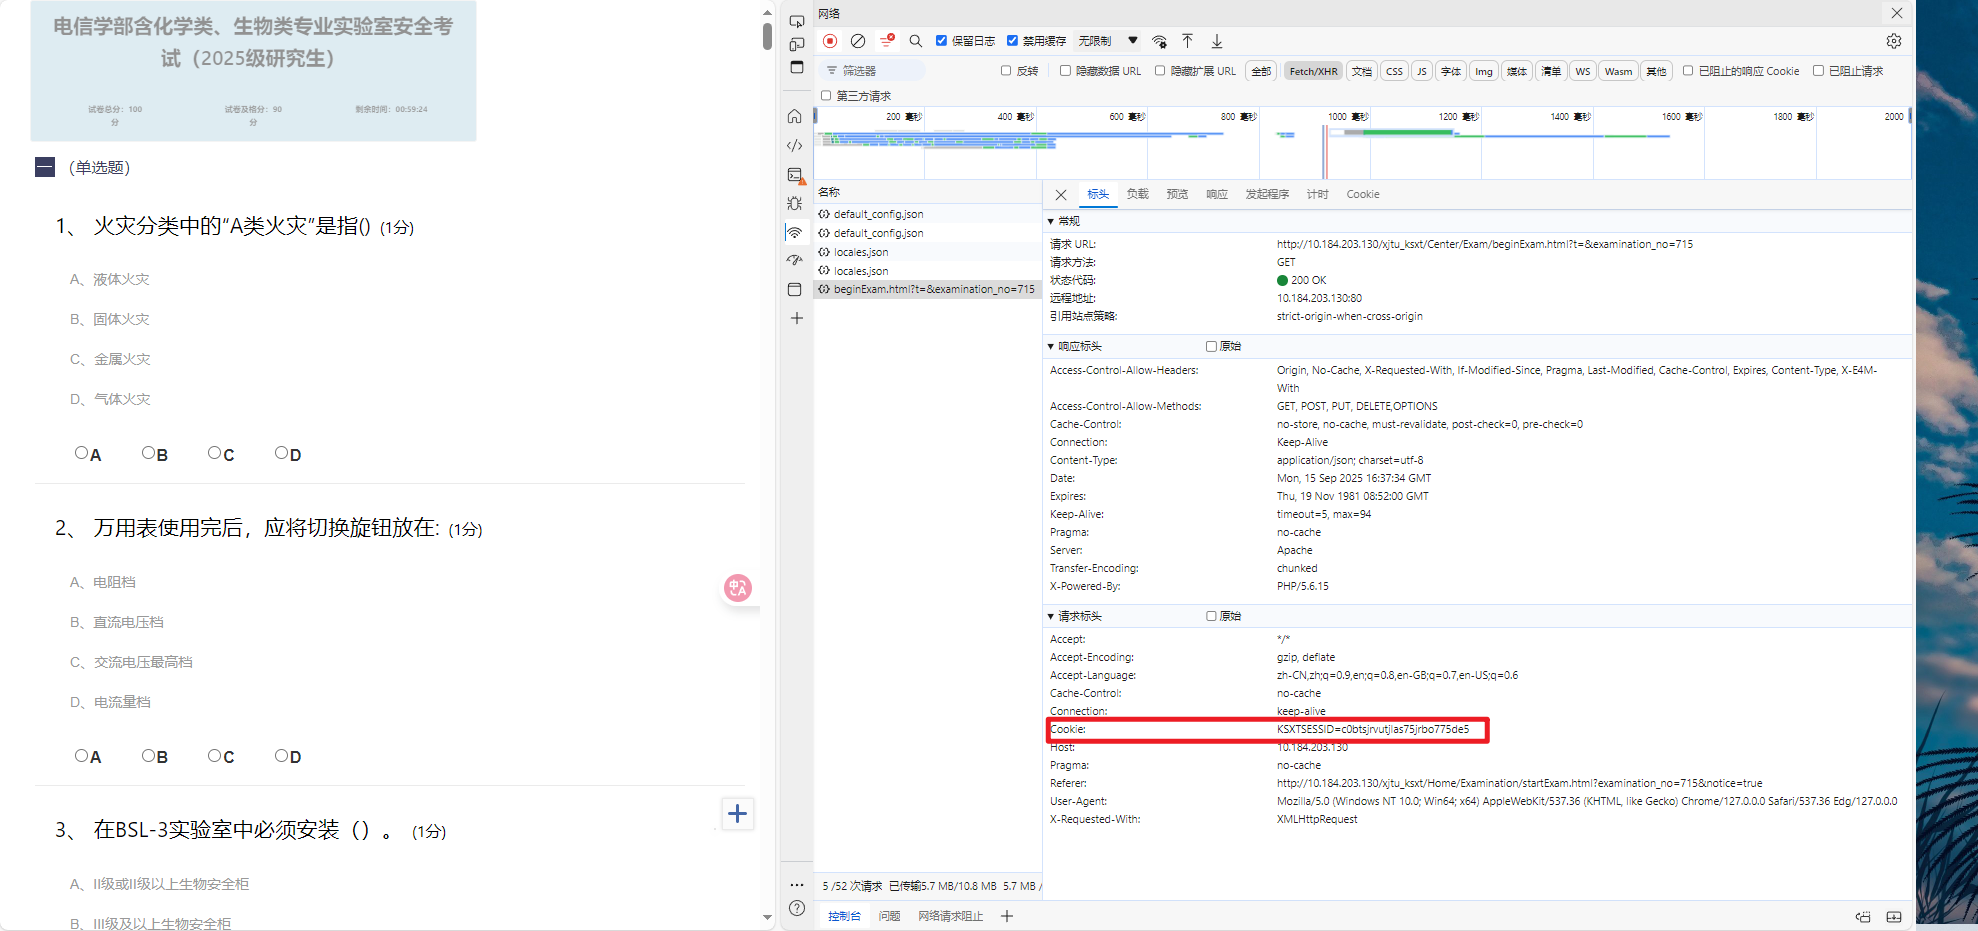 电信学部含化学类、生物类专业实验室安全考
试（2025级研究生）
试卷总分：100
分
试卷及格分：90
分
剩余时间：00:59:24
（单选题）
1、 火灾分类中的“A类火灾”是指() (1分)
A、液体火灾
B、固体火灾
C、金属火灾
D、气体火灾
A B C D
2、 万用表使用完后，应将切换旋钮放在: (1分)
A、电阻档
B、直流电压档
C、交流电压最高档
D、电流量档
A B C D
3、 在BSL-3实验室中必须安装（）。 (1分)
A、II级或II级以上生物安全柜
B、III级及以上生物安全柜
网络
保留日志 禁用缓存 无限制
筛选器 反转 隐藏数据 URL 隐藏扩展 URL 全部 Fetch/XHR 文档 CSS JS 字体 Img 媒体 清单 WS Wasm 其他 已阻止的响应 Cookie 已阻止请求
第三方请求
200 毫秒 400 毫秒 600 毫秒 800 毫秒 1000 毫秒 1200 毫秒 1400 毫秒 1600 毫秒 1800 毫秒 2000
名称
default_config.json
default_config.json
locales.json
locales.json
beginExam.html?t=&examination_no=715
5 /52 次请求 已传输5.7 MB/10.8 MB 5.7 MB /
标头 负载 预览 响应 发起程序 计时 Cookie
常规
请求 URL: http://10.184.203.130/xjtu_ksxt/Center/Exam/beginExam.html?t=&examination_no=715
请求方法: GET
状态代码: 200 OK
远程地址: 10.184.203.130:80
引用站点策略: strict-origin-when-cross-origin
响应标头 原始
Access-Control-Allow-Headers: Origin, No-Cache, X-Requested-With, If-Modified-Since, Pragma, Last-Modified, Cache-Control, Expires, Content-Type, X-E4M-
With
Access-Control-Allow-Methods: GET, POST, PUT, DELETE,OPTIONS
Cache-Control: no-store, no-cache, must-revalidate, post-check=0, pre-check=0
Connection: Keep-Alive
Content-Type: application/json; charset=utf-8
Date: Mon, 15 Sep 2025 16:37:34 GMT
Expires: Thu, 19 Nov 1981 08:52:00 GMT
Keep-Alive: timeout=5, max=94
Pragma: no-cache
Server: Apache
Transfer-Encoding: chunked
X-Powered-By: PHP/5.6.15
请求标头 原始
Accept: */*
Accept-Encoding: gzip, deflate
Accept-Language: zh-CN,zh;q=0.9,en;q=0.8,en-GB;q=0.7,en-US;q=0.6
Cache-Control: no-cache
Connection: keep-alive
Cookie: KSXTSESSID=c0btsjrvutjlas75jrbo775de5
Host: 10.184.203.130
Pragma: no-cache
Referer: http://10.184.203.130/xjtu_ksxt/Home/Examination/startExam.html?examination_no=715&notice=true
User-Agent: Mozilla/5.0 (Windows NT 10.0; Win64; x64) AppleWebKit/537.36 (KHTML, like Gecko) Chrome/127.0.0.0 Safari/537.36 Edg/127.0.0.0
X-Requested-With: XMLHttpRequest
控制台 问题 网络请求阻止